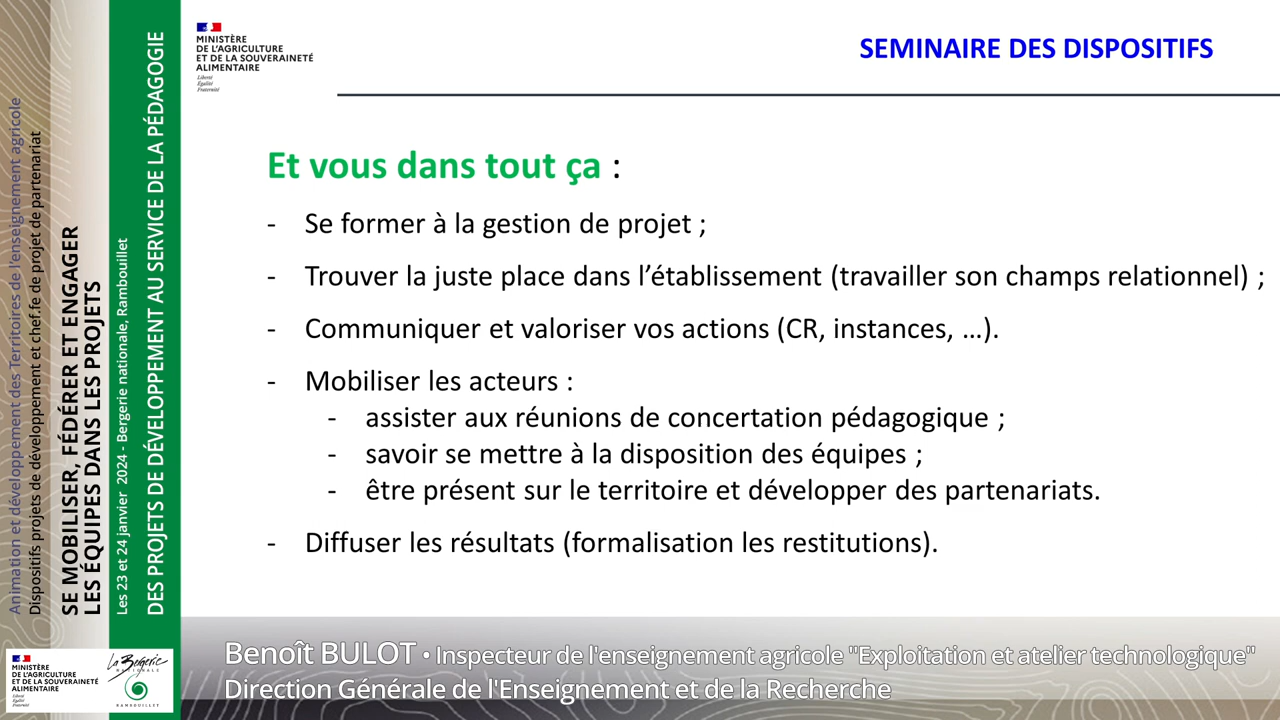 Animation et développement des Territoires de l'enseignement agricole
Dispositifs projets de développement et chef.fe de projet de partenariat
SE MOBILISER, FÉDÉRER ET ENGAGER
LES ÉQUIPES DANS LES PROJETS
Les 23 et 24 janvier 2024 - Bergerie nationale, Rambouillet
DES PROJETS DE DÉVELOPPEMENT AU SERVICE DE LA PÉDAGOGIE
MINISTÈRE
DE L'AGRICULTURE
ET DE LA SOUVERAINETÉ
ALIMENTAIRE
Liberté
Égalité
Fraternité
SEMINAIRE DES DISPOSITIFS
Et vous dans tout ça :
- Se former à la gestion de projet ;
- Trouver la juste place dans l’établissement (travailler son champs relationnel) ;
- Communiquer et valoriser vos actions (CR, instances, …).
- Mobiliser les acteurs :
- assister aux réunions de concertation pédagogique ;
- savoir se mettre à la disposition des équipes ;
- être présent sur le territoire et développer des partenariats.
- Diffuser les résultats (formalisation les restitutions).
MINISTÈRE
DE L'AGRICULTURE
ET DE LA SOUVERAINETÉ
ALIMENTAIRE
Liberté
Égalité
Fraternité
La Bergerie
NATIONALE
RAMBOUILLET
Benoît BULOT • Inspecteur de l'enseignement agricole "Exploitation et atelier technologique"
Direction Générale de l'Enseignement et de la Recherche